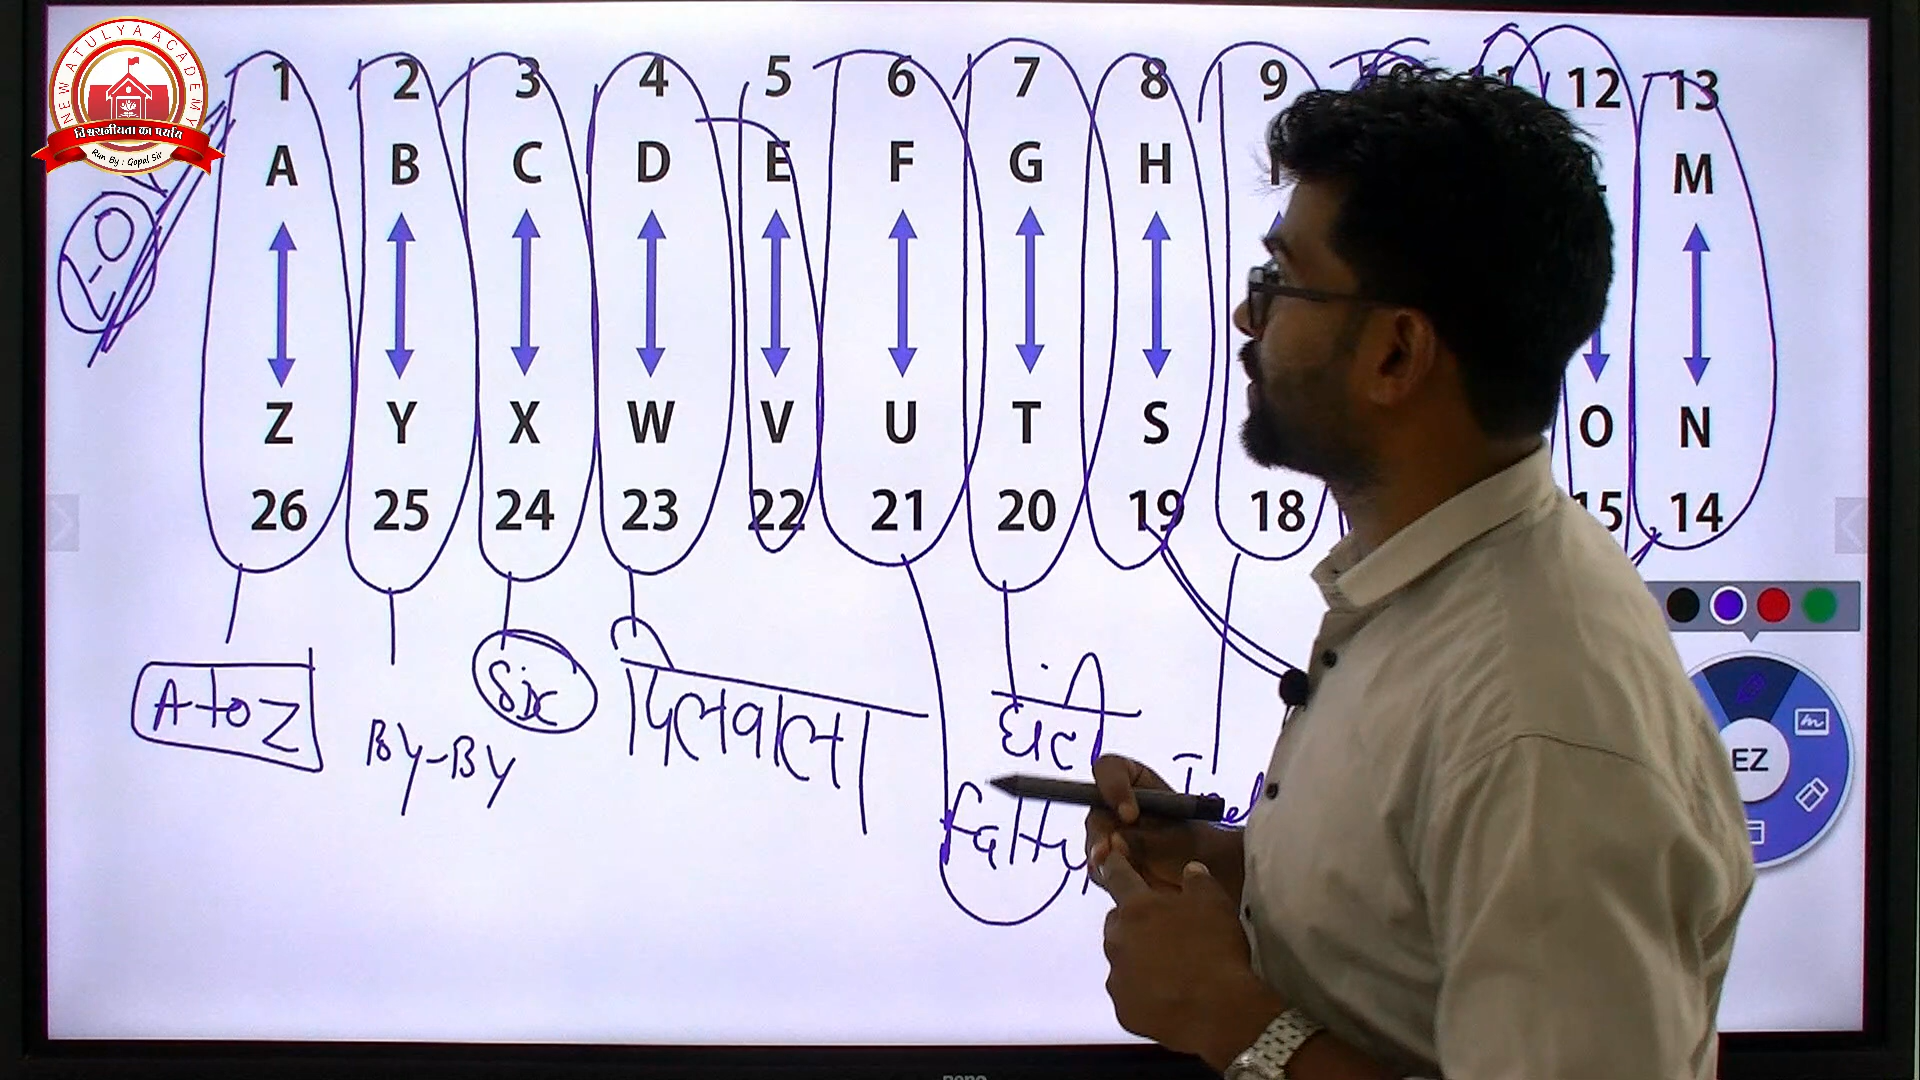 NEW ATULYA ACADEMY
विश्वसनीयता का पर्याय
Run By : Gopal Sir
1 2 3 4 5 6 7 8 9 12 13
A B C D E F G H M
Z Y X W V U T S O N
26 25 24 23 22 21 20 19 18 15 14
A to Z
BY-BY
Six
दिलवाला
घंटी
EZ